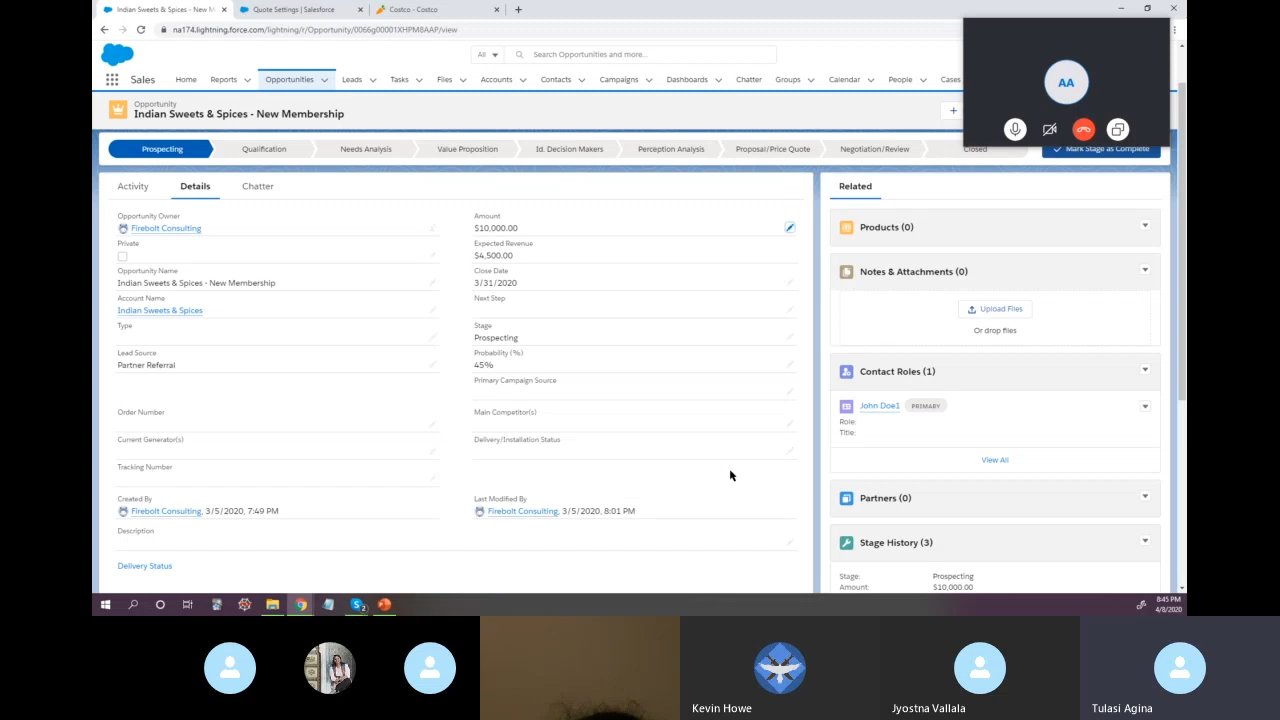 Indian Sweets & Spices - New M
Quote Settings | Salesforce
Costco - Costco
na174.lightning.force.com/lightning/r/Opportunity/0066g00001XHPM8AAP/view
All
Search Opportunities and more...
Sales
Home
Reports
Opportunities
Leads
Tasks
Files
Accounts
Contacts
Campaigns
Dashboards
Chatter
Groups
Calendar
People
Cases
AA
Opportunity
Indian Sweets & Spices - New Membership
Prospecting
Qualification
Needs Analysis
Value Proposition
Id. Decision Makers
Perception Analysis
Proposal/Price Quote
Negotiation/Review
Closed
Mark Stage as Complete
Activity
Details
Chatter
Opportunity Owner
Firebolt Consulting
Private
Opportunity Name
Indian Sweets & Spices - New Membership
Account Name
Indian Sweets & Spices
Type
Lead Source
Partner Referral
Order Number
Current Generator(s)
Tracking Number
Created By
Firebolt Consulting, 3/5/2020, 7:49 PM
Description
Delivery Status
Amount
$10,000.00
Expected Revenue
$4,500.00
Close Date
3/31/2020
Next Step
Stage
Prospecting
Probability (%)
45%
Primary Campaign Source
Main Competitor(s)
Delivery/Installation Status
Last Modified By
Firebolt Consulting, 3/5/2020, 8:01 PM
Related
Products (0)
Notes & Attachments (0)
Upload Files
Or drop files
Contact Roles (1)
John Doe1 PRIMARY
Role:
Title:
View All
Partners (0)
Stage History (3)
Stage: Prospecting
Amount: $10,000.00
8:45 PM
4/8/2020
Kevin Howe
Jyostna Vallala
Tulasi Agina